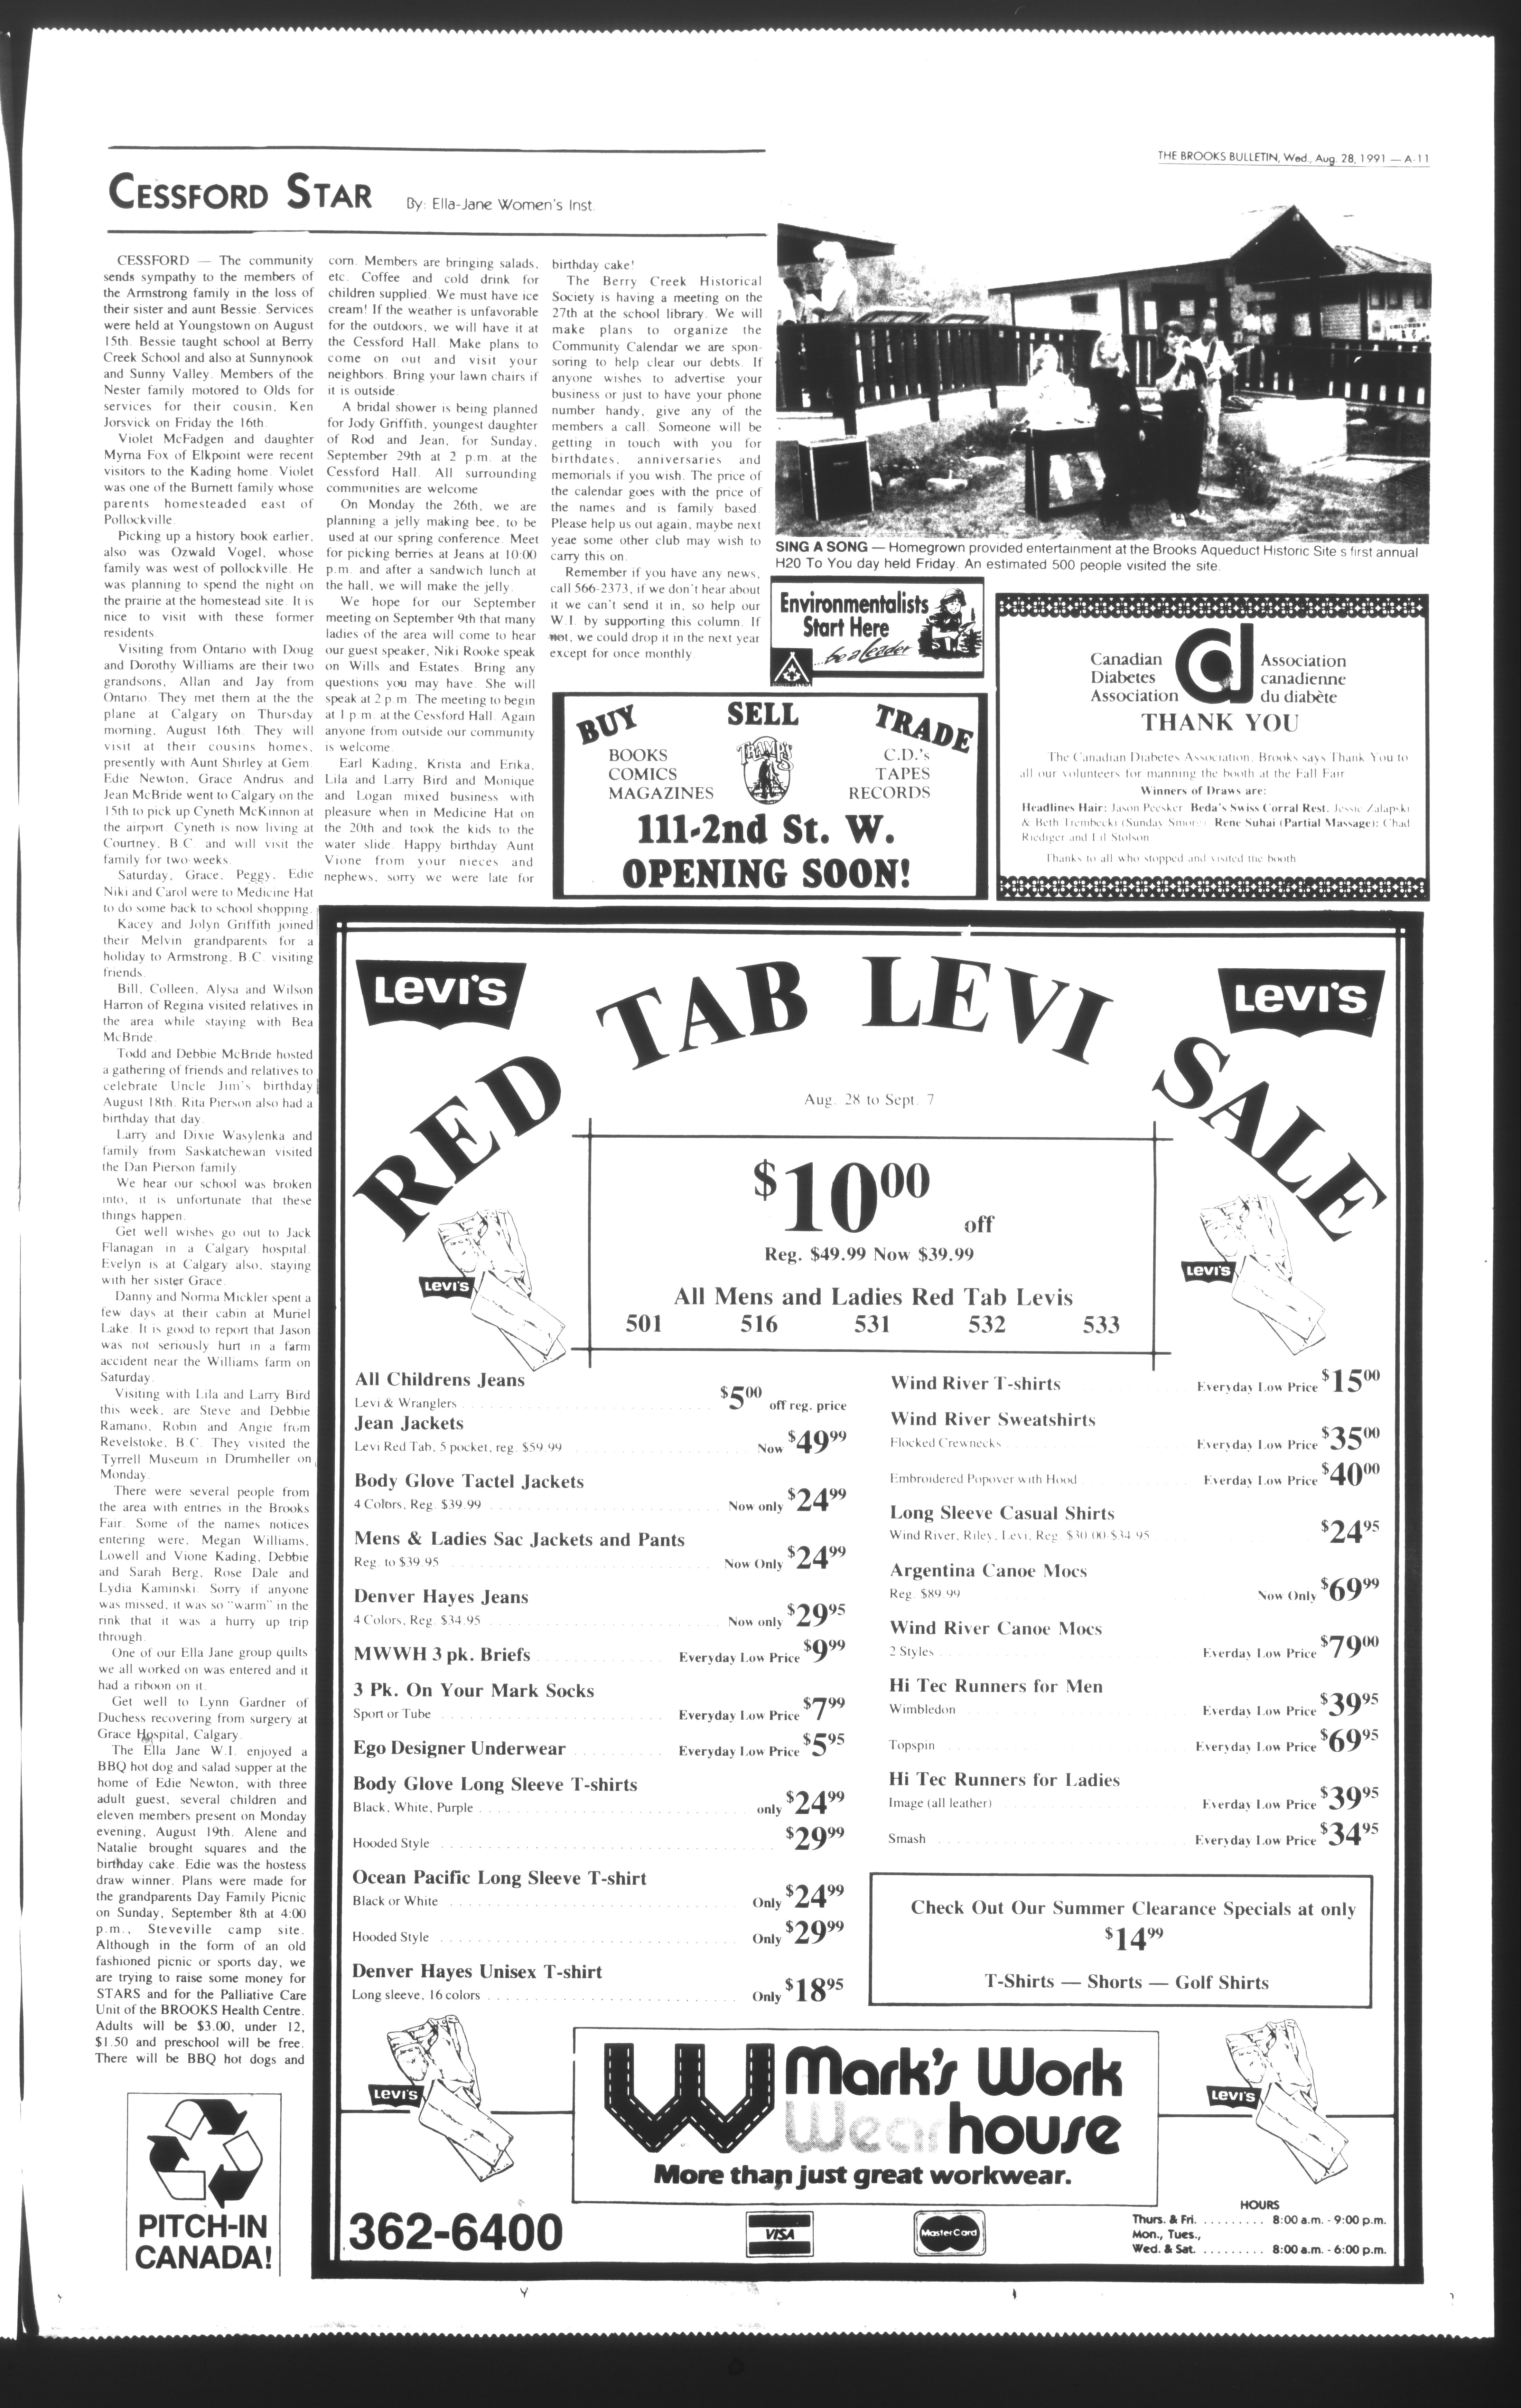 THE BROOKS BULLETIN, Wed., Aug. 28, 1991 — A-11
CESSFORD STAR
By: Ella-Jane Women's Inst.
CESSFORD — The community
sends sympathy to the members of
the Armstrong family in the loss of
their sister and aunt Bessie. Services
were held at Youngstown on August
15th. Bessie taught school at Berry
Creek School and also at Sunnynook
and Sunny Valley. Members of the
Nester family motored to Olds for
services for their cousin, Ken
Jorsvick on Friday the 16th.
Violet McFadgen and daughter
Myrna Fox of Elkpoint were recent
visitors to the Kading home. Violet
was one of the Burnett family whose
parents homesteaded east of
Pollockville.
Picking up a history book earlier,
also was Ozwald Vogel, whose
family was west of pollockville. He
was planning to spend the night on
the prairie at the homestead site. It is
nice to visit with these former
residents.
Visiting from Ontario with Doug
and Dorothy Williams are their two
grandsons, Allan and Jay from
Ontario. They met them at the the
plane at Calgary on Thursday
morning, August 16th. They will
visit at their cousins homes,
presently with Aunt Shirley at Gem.
Edie Newton, Grace Andrus and
Jean McBride went to Calgary on the
15th to pick up Cyneth McKinnon at
the airport. Cyneth is now living at
Courtney, B.C. and will visit the
family for two weeks.
Saturday, Grace, Peggy, Edie
Niki and Carol were to Medicine Hat
to do some back to school shopping.
Kacey and Jolyn Griffith joined
their Melvin grandparents for a
holiday to Armstrong, B.C. visiting
friends.
Bill, Colleen, Alysa and Wilson
Harron of Regina visited relatives in
the area while staying with Bea
McBride.
Todd and Debbie McBride hosted
a gathering of friends and relatives to
celebrate Uncle Jim's birthday
August 18th. Rita Pierson also had a
birthday that day.
Larry and Dixie Wasylenka and
family from Saskatchewan visited
the Dan Pierson family.
We hear our school was broken
into, it is unfortunate that these
things happen.
Get well wishes go out to Jack
Flanagan in a Calgary hospital.
Evelyn is at Calgary also, staying
with her sister Grace.
Danny and Norma Mickler spent a
few days at their cabin at Muriel
Lake. It is good to report that Jason
was not seriously hurt in a farm
accident near the Williams farm on
Saturday.
Visiting with Lila and Larry Bird
this week, are Steve and Debbie
Ramano, Robin and Angie from
Revelstoke, B.C. They visited the
Tyrrell Museum in Drumheller on
Monday.
There were several people from
the area with entries in the Brooks
Fair. Some of the names notices
entering were, Megan Williams,
Lowell and Vione Kading, Debbie
and Sarah Berg, Rose Dale and
Lydia Kaminski. Sorry if anyone
was missed, it was so "warm" in the
rink that it was a hurry up trip
through.
One of our Ella Jane group quilts
we all worked on was entered and it
had a riboon on it.
Get well to Lynn Gardner of
Duchess recovering from surgery at
Grace Hospital, Calgary.
The Ella Jane W.I. enjoyed a
BBQ hot dog and salad supper at the
home of Edie Newton, with three
adult guest, several children and
eleven members present on Monday
evening, August 19th. Alene and
Natalie brought squares and the
birthday cake. Edie was the hostess
draw winner. Plans were made for
the grandparents Day Family Picnic
on Sunday, September 8th at 4:00
p.m., Steveville camp site.
Although in the form of an old
fashioned picnic or sports day, we
are trying to raise some money for
STARS and for the Palliative Care
Unit of the BROOKS Health Centre.
Adults will be $3.00, under 12,
$1.50 and preschool will be free.
There will be BBQ hot dogs and
corn. Members are bringing salads,
etc. Coffee and cold drink for
children supplied. We must have ice
cream! If the weather is unfavorable
for the outdoors, we will have it at
the Cessford Hall. Make plans to
come on out and visit your
neighbors. Bring your lawn chairs if
it is outside.
A bridal shower is being planned
for Jody Griffith, youngest daughter
of Rod and Jean, for Sunday,
September 29th at 2 p.m. at the
Cessford Hall. All surrounding
communities are welcome
On Monday the 26th, we are
planning a jelly making bee, to be
used at our spring conference. Meet
for picking berries at Jeans at 10:00
p.m. and after a sandwich lunch at
the hall, we will make the jelly.
We hope for our September
meeting on September 9th that many
ladies of the area will come to hear
our guest speaker, Niki Rooke speak
on Wills and Estates. Bring any
questions you may have. She will
speak at 2 p.m. The meeting to begin
at 1 p.m. at the Cessford Hall. Again
anyone from outside our community
is welcome.
Earl Kading, Krista and Erika,
Lila and Larry Bird and Monique
and Logan mixed business with
pleasure when in Medicine Hat on
the 20th and took the kids to the
water slide. Happy birthday Aunt
Vione from your nieces and
nephews, sorry we were late for
birthday cake!
The Berry Creek Historical
Society is having a meeting on the
27th at the school library. We will
make plans to organize the
Community Calendar we are spon-
soring to help clear our debts. If
anyone wishes to advertise your
business or just to have your phone
number handy, give any of the
members a call. Someone will be
getting in touch with you for
birthdates, anniversaries and
memorials if you wish. The price of
the calendar goes with the price of
the names and is family based.
Please help us out again, maybe next
yeae some other club may wish to
carry this on.
Remember if you have any news,
call 566-2373, if we don't hear about
it we can't send it in, so help our
W.I. by supporting this column. If
not, we could drop it in the next year
except for once monthly.
SING A SONG — Homegrown provided entertainment at the Brooks Aqueduct Historic Site s first annual
H20 To You day held Friday. An estimated 500 people visited the site.
Environmentalists
Start Here
...be a leader
BUY SELL TRADE
BOOKS
COMICS
MAGAZINES
TRAMPS
C.D.'s
TAPES
RECORDS
111-2nd St. W.
OPENING SOON!
Canadian
Diabetes
Association
Association
canadienne
du diabète
THANK YOU
The Canadian Diabetes Association, Brooks says Thank You to
all our volunteers for manning the booth at the Fall Fair
Winners of Draws are:
Headlines Hair: Jason Peesker Beda's Swiss Corral Rest. Jessie Zalapski
& Beth Trembecki (Sunday Smorg) Rene Suhai (Partial Massage): Chad
Riediger and Lil Stolson
Thanks to all who stopped and visited the booth
LEVI'S
LEVI'S
RED TAB LEVI SALE
Aug. 28 to Sept. 7
$10 00 off
Reg. $49.99 Now $39.99
All Mens and Ladies Red Tab Levis
501 516 531 532 533
LEVI'S
LEVI'S
All Childrens Jeans
Levi & Wranglers $5 00 off reg. price
Jean Jackets
Levi Red Tab, 5 pocket, reg. $59.99 Now $49 99
Body Glove Tactel Jackets
4 Colors, Reg. $39.99 Now only $24 99
Mens & Ladies Sac Jackets and Pants
Reg. to $39.95 Now Only $24 99
Denver Hayes Jeans
4 Colors, Reg. $34.95 Now only $29 95
MWWH 3 pk. Briefs Everyday Low Price $9 99
3 Pk. On Your Mark Socks
Sport or Tube Everyday Low Price $7 99
Ego Designer Underwear Everyday Low Price $5 95
Body Glove Long Sleeve T-shirts
Black, White, Purple only $24 99
Hooded Style $29 99
Ocean Pacific Long Sleeve T-shirt
Black or White Only $24 99
Hooded Style Only $29 99
Denver Hayes Unisex T-shirt
Long sleeve, 16 colors Only $18 95
Wind River T-shirts Everyday Low Price $15 00
Wind River Sweatshirts
Flocked Crewnecks Everyday Low Price $35 00
Embroidered Popover with Hood Everday Low Price $40 00
Long Sleeve Casual Shirts
Wind River, Riley, Levi, Reg. $30.00-$34.95 $24 95
Argentina Canoe Mocs
Reg. $89.99 Now Only $69 99
Wind River Canoe Mocs
2 Styles Everday Low Price $79 00
Hi Tec Runners for Men
Wimbledon Everday Low Price $39 95
Topspin Everyday Low Price $69 95
Hi Tec Runners for Ladies
Image (all leather) Everday Low Price $39 95
Smash Everyday Low Price $34 95
Check Out Our Summer Clearance Specials at only
$14 99
T-Shirts — Shorts — Golf Shirts
LEVI'S
LEVI'S
Mark's Work
Wearhouse
More than just great workwear.
362-6400
VISA
MasterCard
HOURS
Thurs. & Fri. .......... 8:00 a.m. - 9:00 p.m.
Mon., Tues.,
Wed. & Sat. .......... 8:00 a.m. - 6:00 p.m.
PITCH-IN
CANADA!